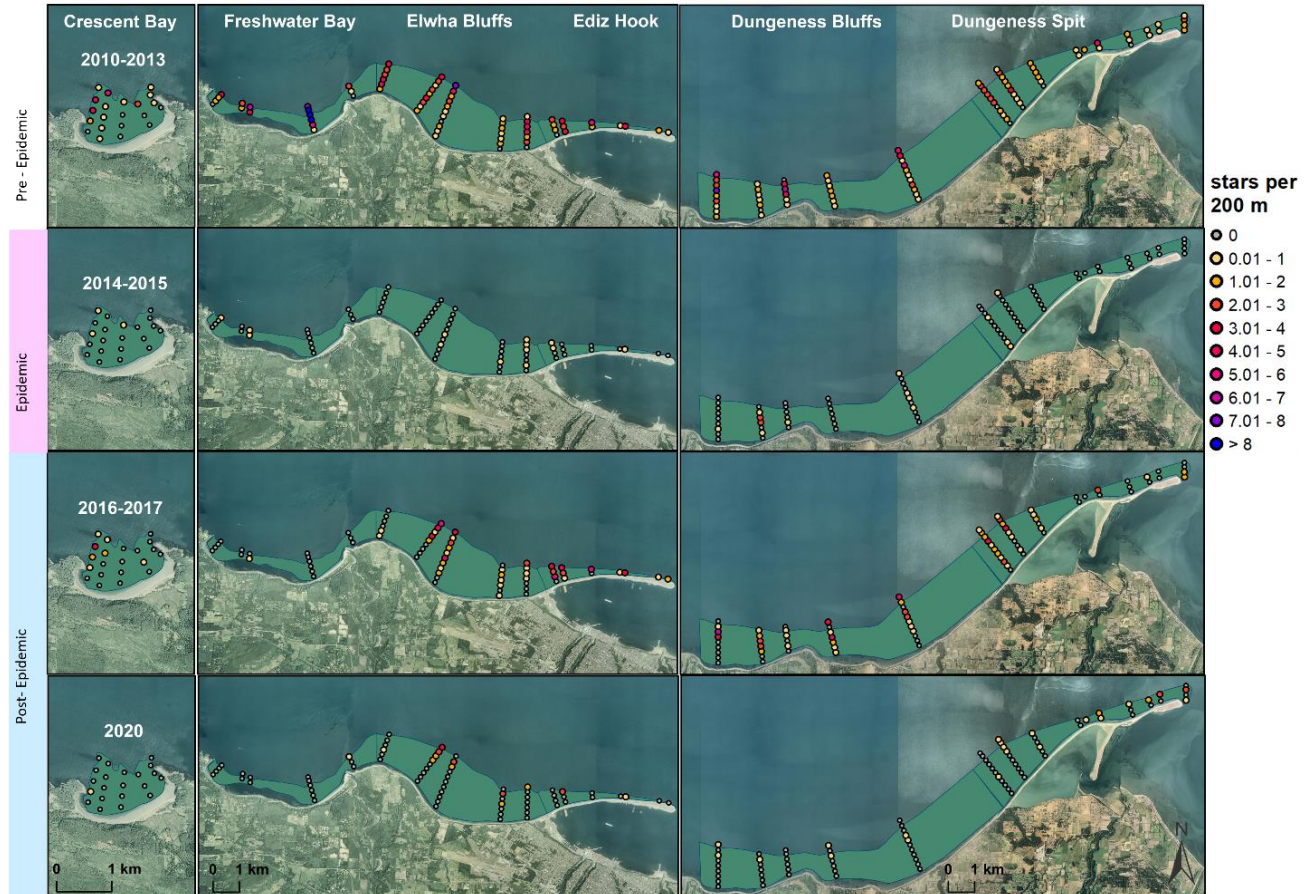 Crescent Bay
Freshwater Bay
Elwha Bluffs
Ediz Hook
Dungeness Bluffs
Dungeness Spit
Pre - Epidemic
2010-2013
stars per
200 m
0
0.01 - 1
1.01 - 2
2.01 - 3
3.01 - 4
4.01 - 5
5.01 - 6
6.01 - 7
7.01 - 8
> 8
Epidemic
2014-2015
Post- Epidemic
2016-2017
2020
0 1 km
0 1 km
0 1 km
N